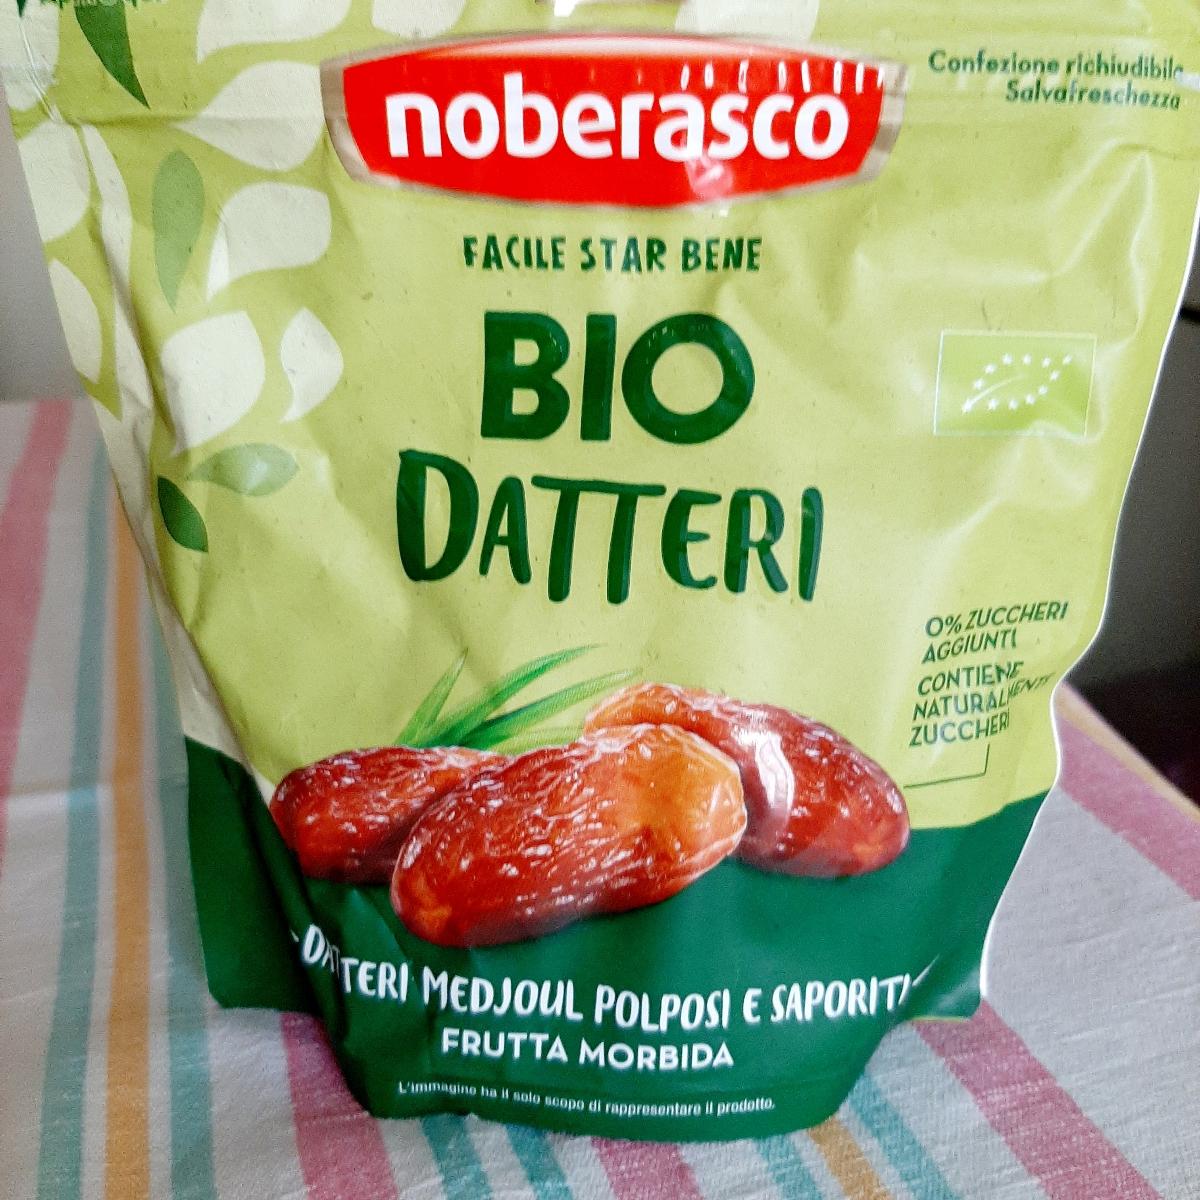 noberasco
Confezione richiudibile
Salvafreschezza
FACILE STAR BENE
BIO
DATTERI
0% ZUCCHERI
AGGIUNTI
CONTIENE
NATURALMENTE
ZUCCHERI
DATTERI MEDJOUL POLPOSI E SAPORITI
FRUTTA MORBIDA
L'immagine ha il solo scopo di rappresentare il prodotto.